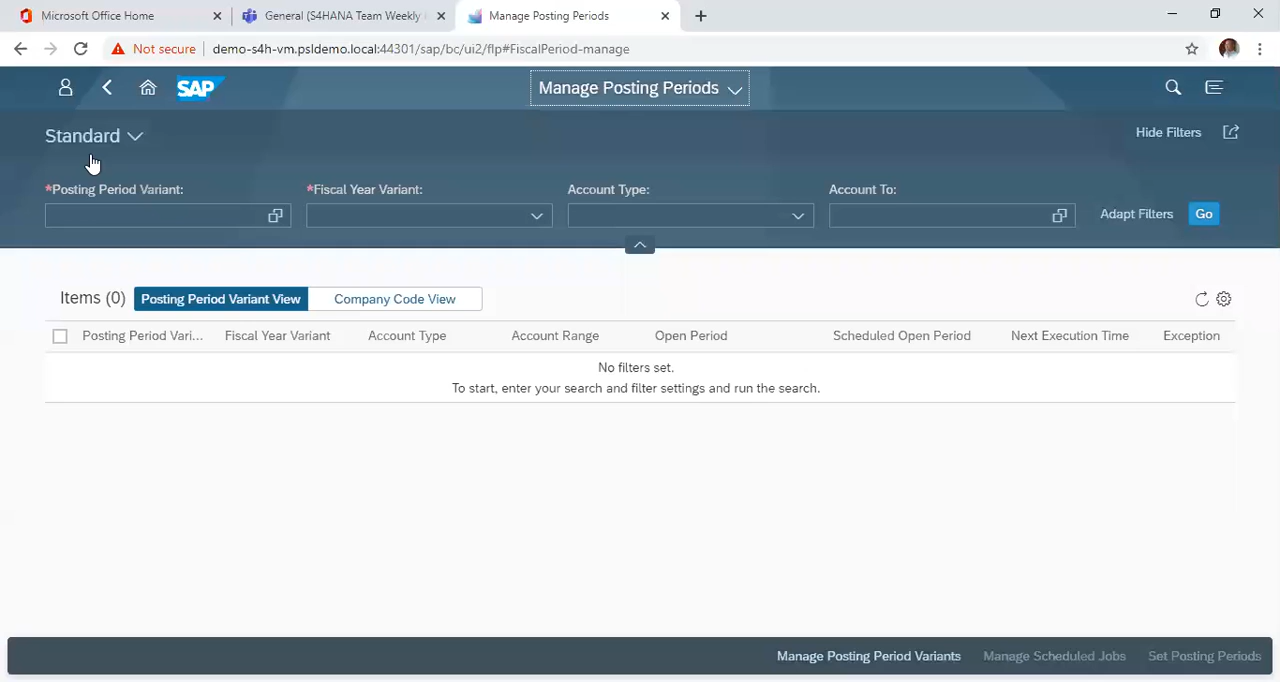 Microsoft Office Home
General (S4HANA Team Weekly
Manage Posting Periods
Not secure
demo-s4h-vm.psldemo.local:44301/sap/bc/ui2/flp#FiscalPeriod-manage
SAP
Manage Posting Periods
Standard
Hide Filters
*Posting Period Variant:
*Fiscal Year Variant:
Account Type:
Account To:
Adapt Filters
Go
Items (0)
Posting Period Variant View
Company Code View
Posting Period Vari...
Fiscal Year Variant
Account Type
Account Range
Open Period
Scheduled Open Period
Next Execution Time
Exception
No filters set.
To start, enter your search and filter settings and run the search.
Manage Posting Period Variants
Manage Scheduled Jobs
Set Posting Periods